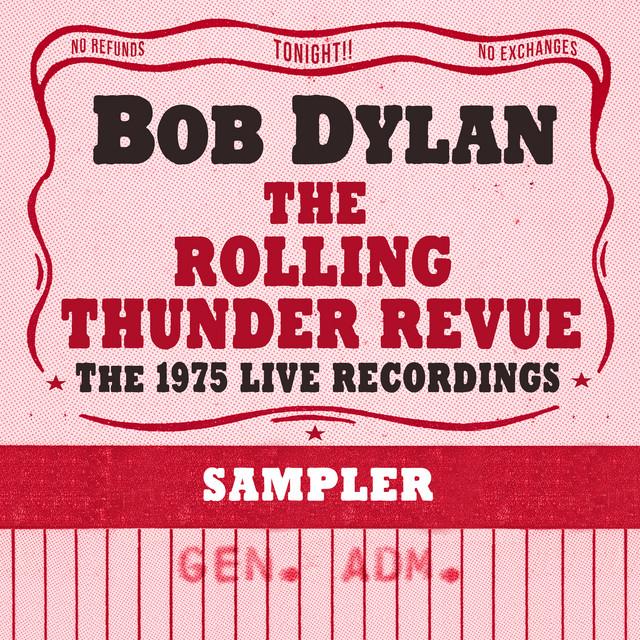 NO REFUNDS TONIGHT!! NO EXCHANGES
BOB DYLAN
THE
ROLLING
THUNDER REVUE
THE 1975 LIVE RECORDINGS
SAMPLER
GEN. ADM.